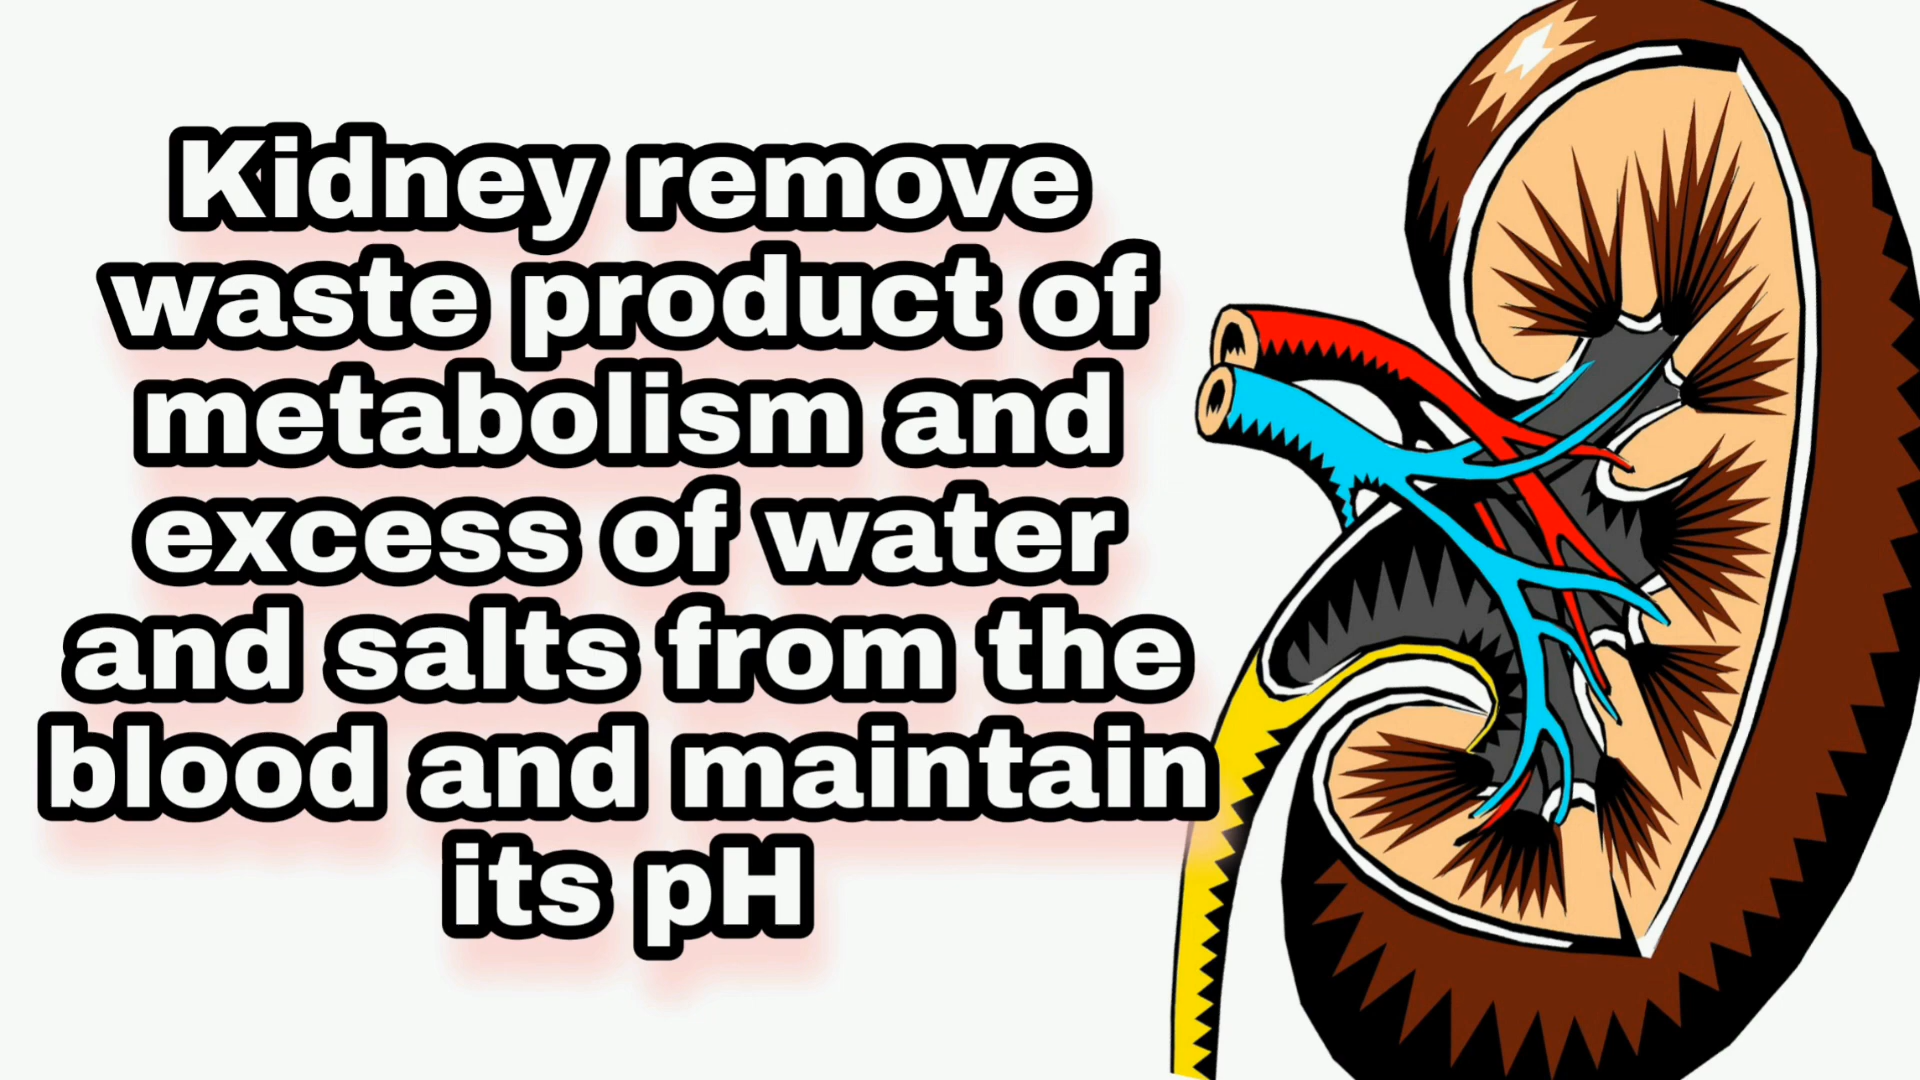 Kidney remove
waste product of
metabolism and
excess of water
and salts from the
blood and maintain
its pH